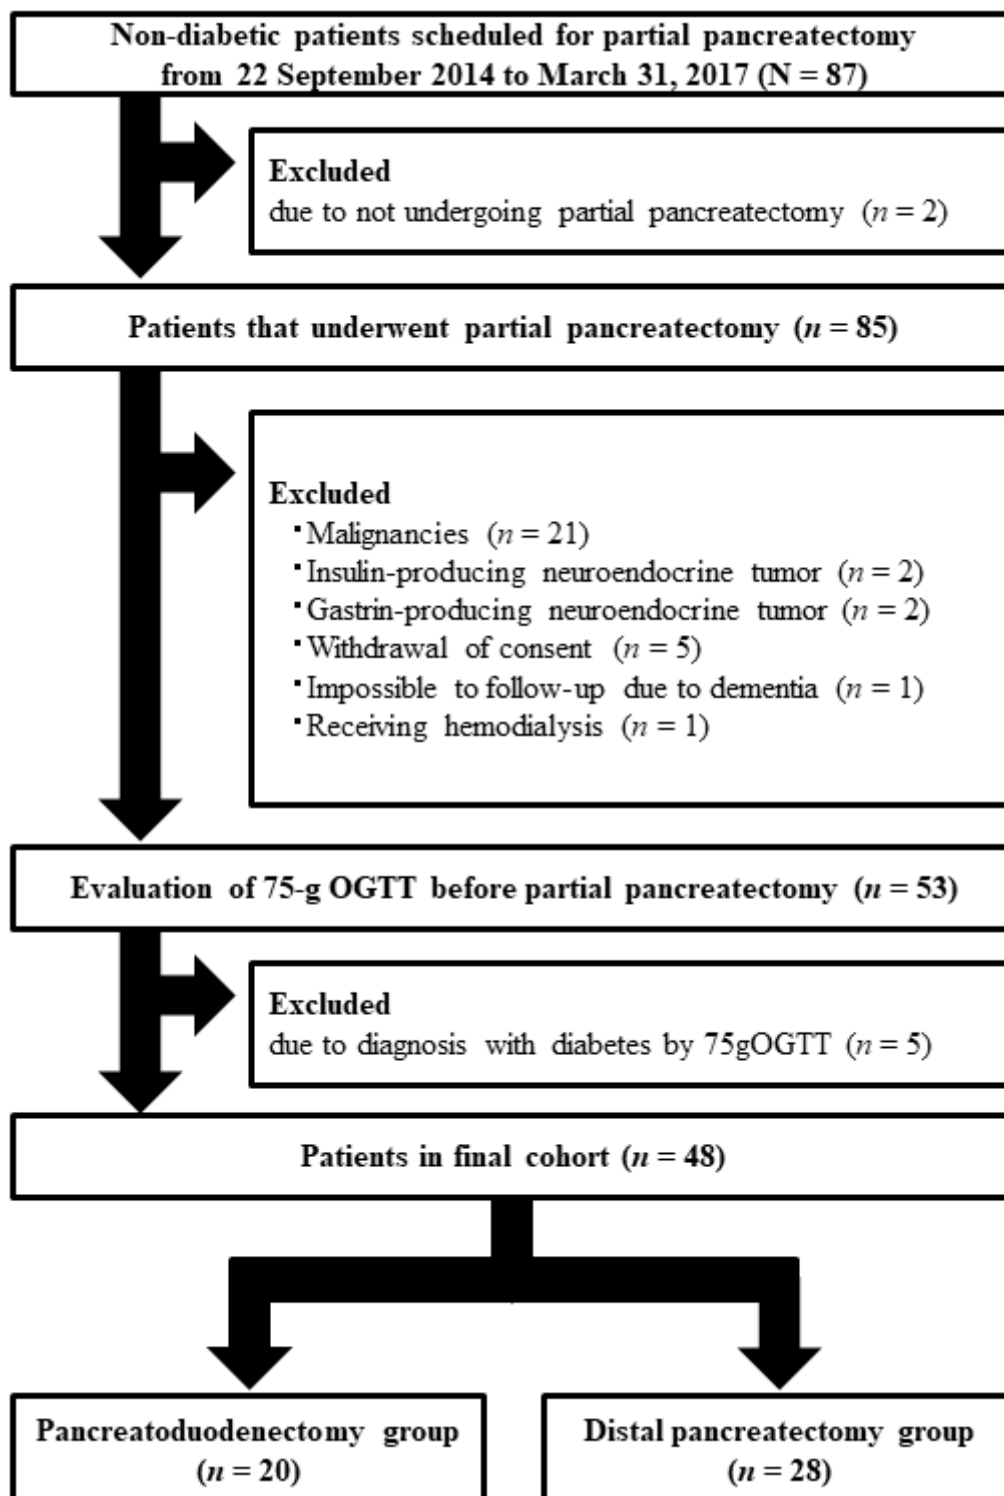 Non-diabetic patients scheduled for partial pancreatectomy
from 22 September 2014 to March 31, 2017 (N = 87)
Excluded
due to not undergoing partial pancreatectomy (n = 2)
Patients that underwent partial pancreatectomy (n = 85)
Excluded
▪Malignancies (n = 21)
▪Insulin-producing neuroendocrine tumor (n = 2)
▪Gastrin-producing neuroendocrine tumor (n = 2)
▪Withdrawal of consent (n = 5)
▪Impossible to follow-up due to dementia (n = 1)
▪Receiving hemodialysis (n = 1)
Evaluation of 75-g OGTT before partial pancreatectomy (n = 53)
Excluded
due to diagnosis with diabetes by 75gOGTT (n = 5)
Patients in final cohort (n = 48)
Pancreatoduodenectomy group
(n = 20)
Distal pancreatectomy group
(n = 28)